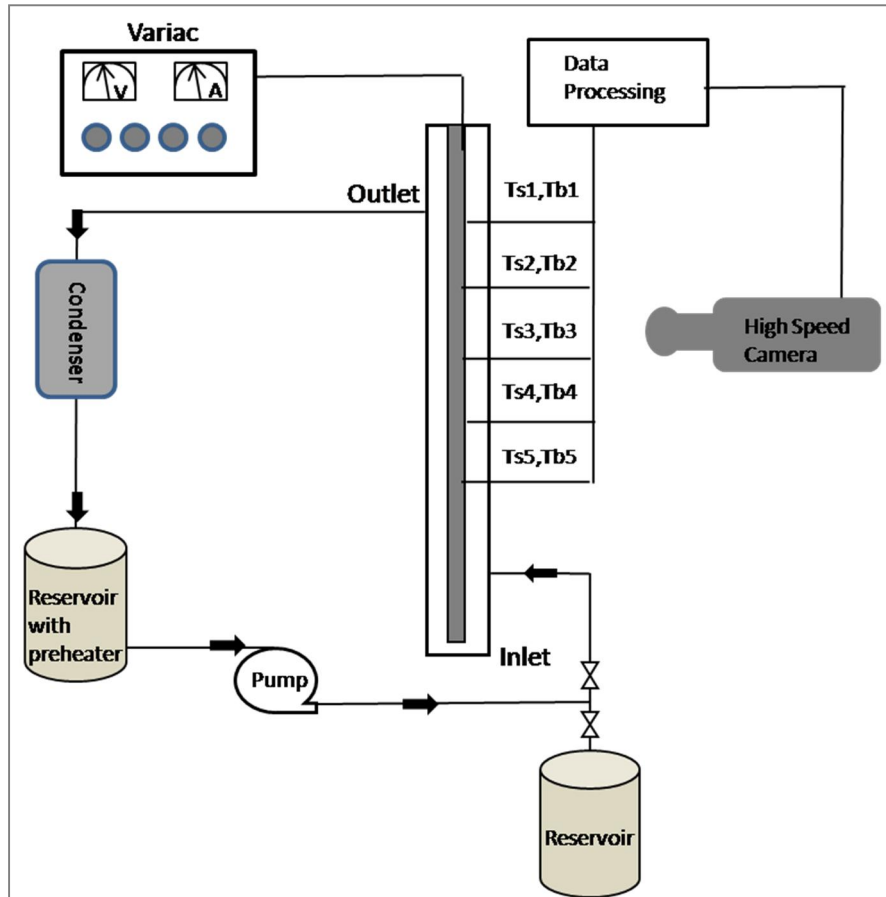 Variac
V
A
Data
Processing
Outlet
Ts1,Tb1
Ts2,Tb2
Ts3,Tb3
Ts4,Tb4
Ts5,Tb5
High Speed
Camera
Condenser
Reservoir
with
preheater
Pump
Inlet
Reservoir